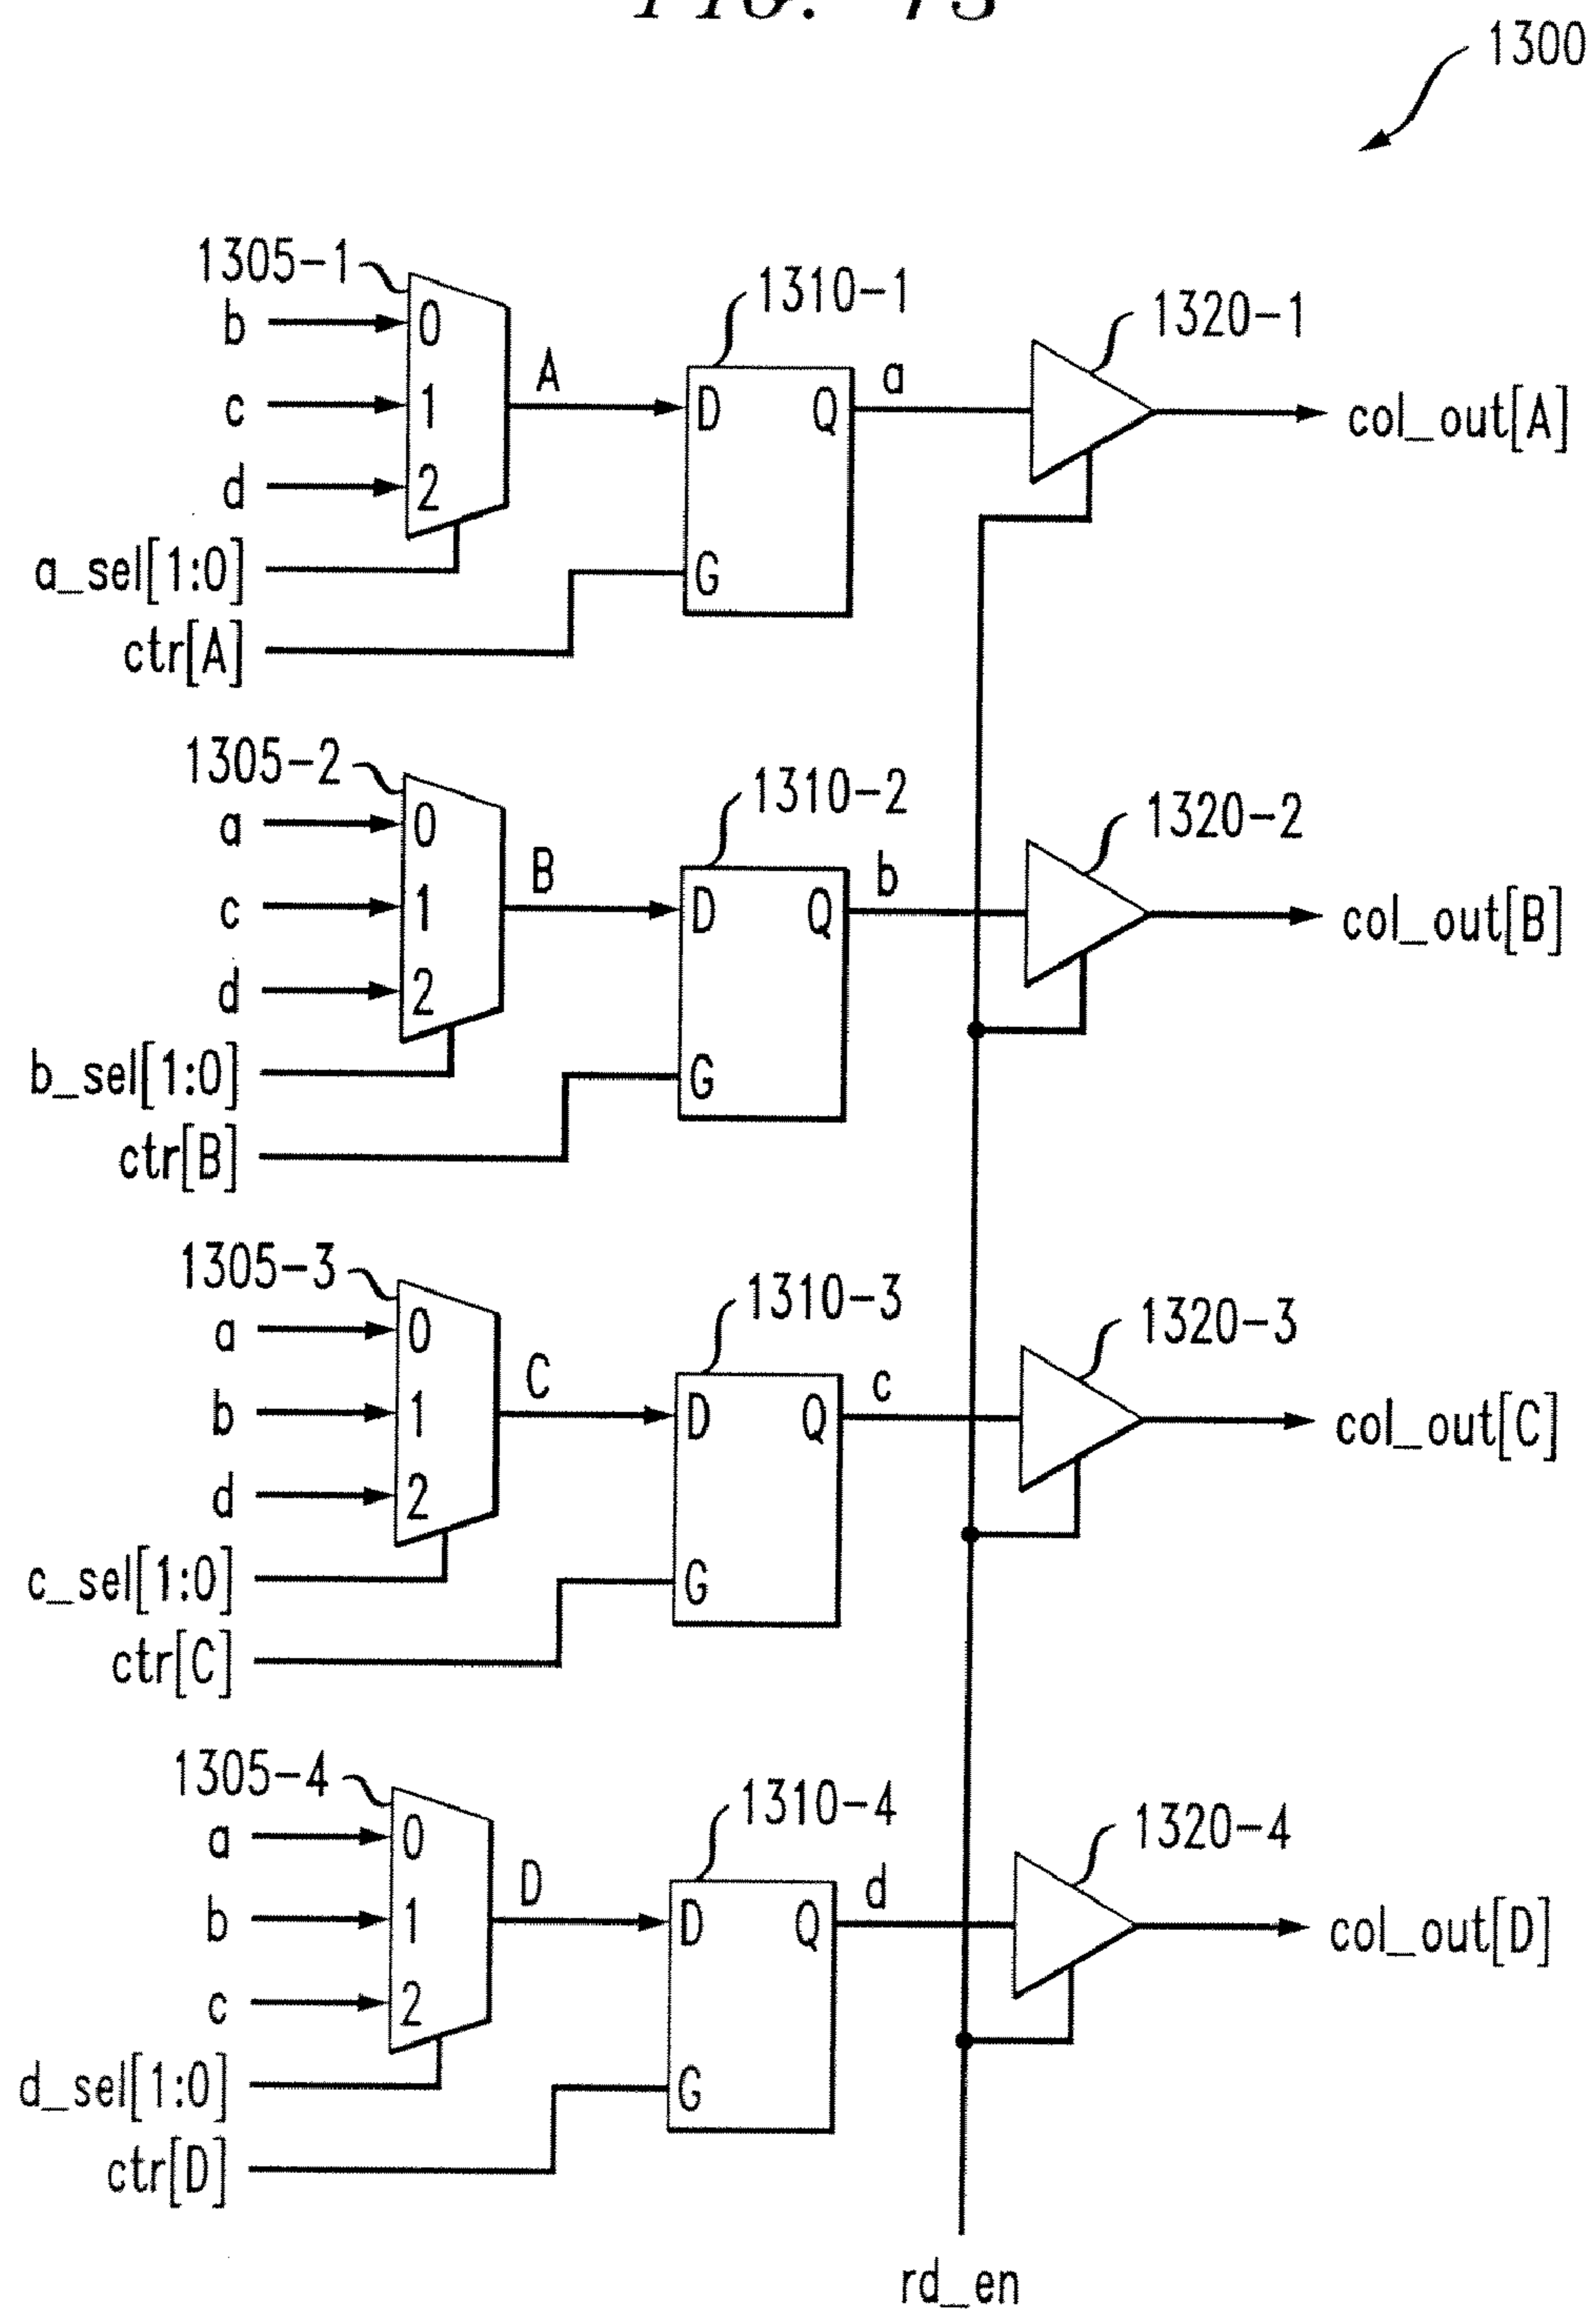 FIG. 13
1300
1305-1
1310-1
1320-1
b
0
c
1
d
2
A
D
Q
G
a
col_out[A]
a_sel[1:0]
ctr[A]
1305-2
1310-2
1320-2
a
0
c
1
d
2
B
D
Q
G
b
col_out[B]
b_sel[1:0]
ctr[B]
1305-3
1310-3
1320-3
a
0
b
1
d
2
C
D
Q
G
c
col_out[C]
c_sel[1:0]
ctr[C]
1305-4
1310-4
1320-4
a
0
b
1
c
2
D
D
Q
G
d
col_out[D]
d_sel[1:0]
ctr[D]
rd_en